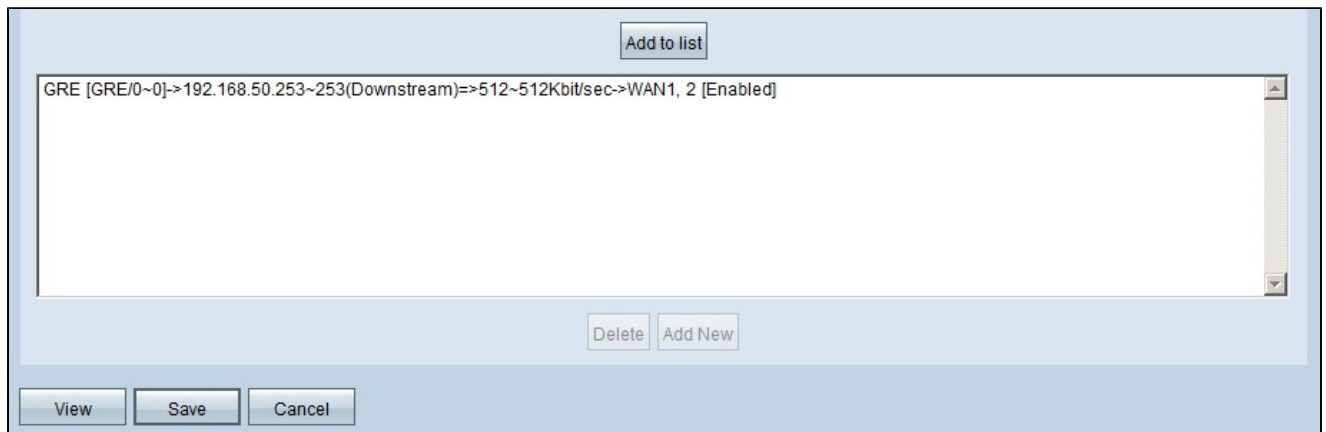 Add to list
GRE [GRE/0~0]->192.168.50.253~253(Downstream)=>512~512Kbit/sec->WAN1, 2 [Enabled]
Delete Add New
View Save Cancel